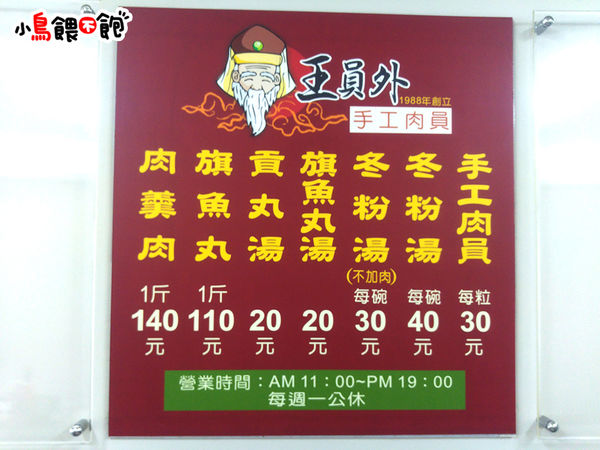 小鳥餵不飽
王員外
1988年創立
手工肉員
手工肉員 每粒 30 元
冬粉湯 每碗 40 元
冬粉湯 (不加肉) 每碗 30 元
旗魚丸湯 20 元
貢丸湯 20 元
旗魚丸 1斤 110 元
肉羹肉 1斤 140 元
營業時間：AM 11：00~PM 19：00
每週一公休